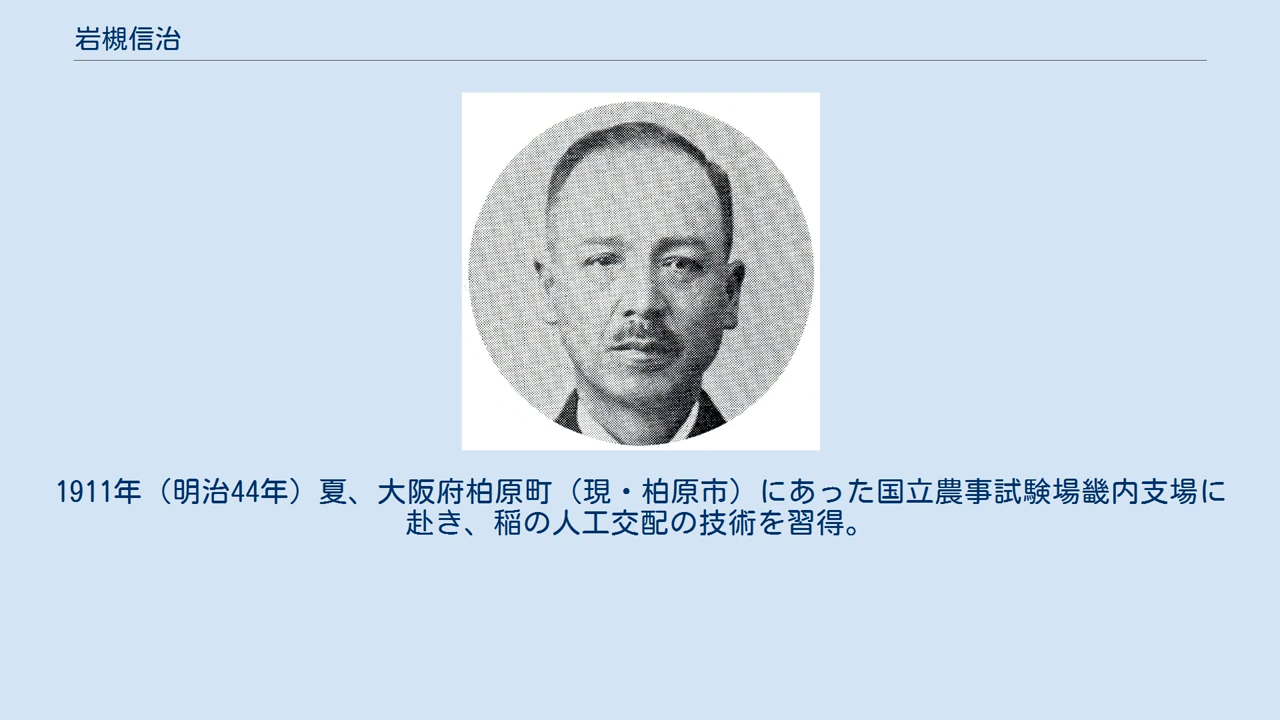 岩槻信治
1911年（明治44年）夏、大阪府柏原町（現・柏原市）にあった国立農事試験場畿内支場に
赴き、稲の人工交配の技術を習得。